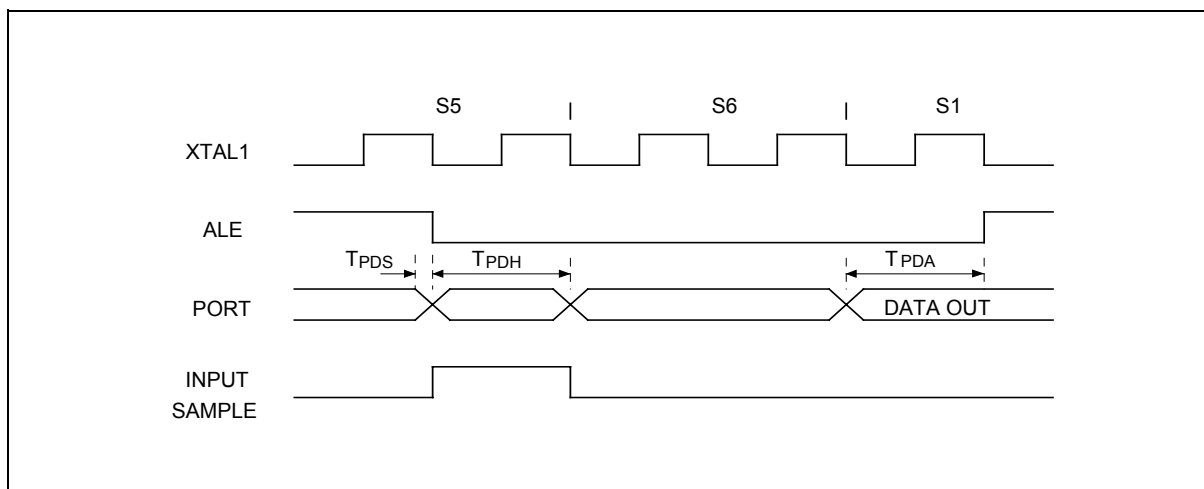 S5 | S6 | S1
XTAL1
ALE
TPDS TPDH TPDA
PORT
DATA OUT
INPUT
SAMPLE